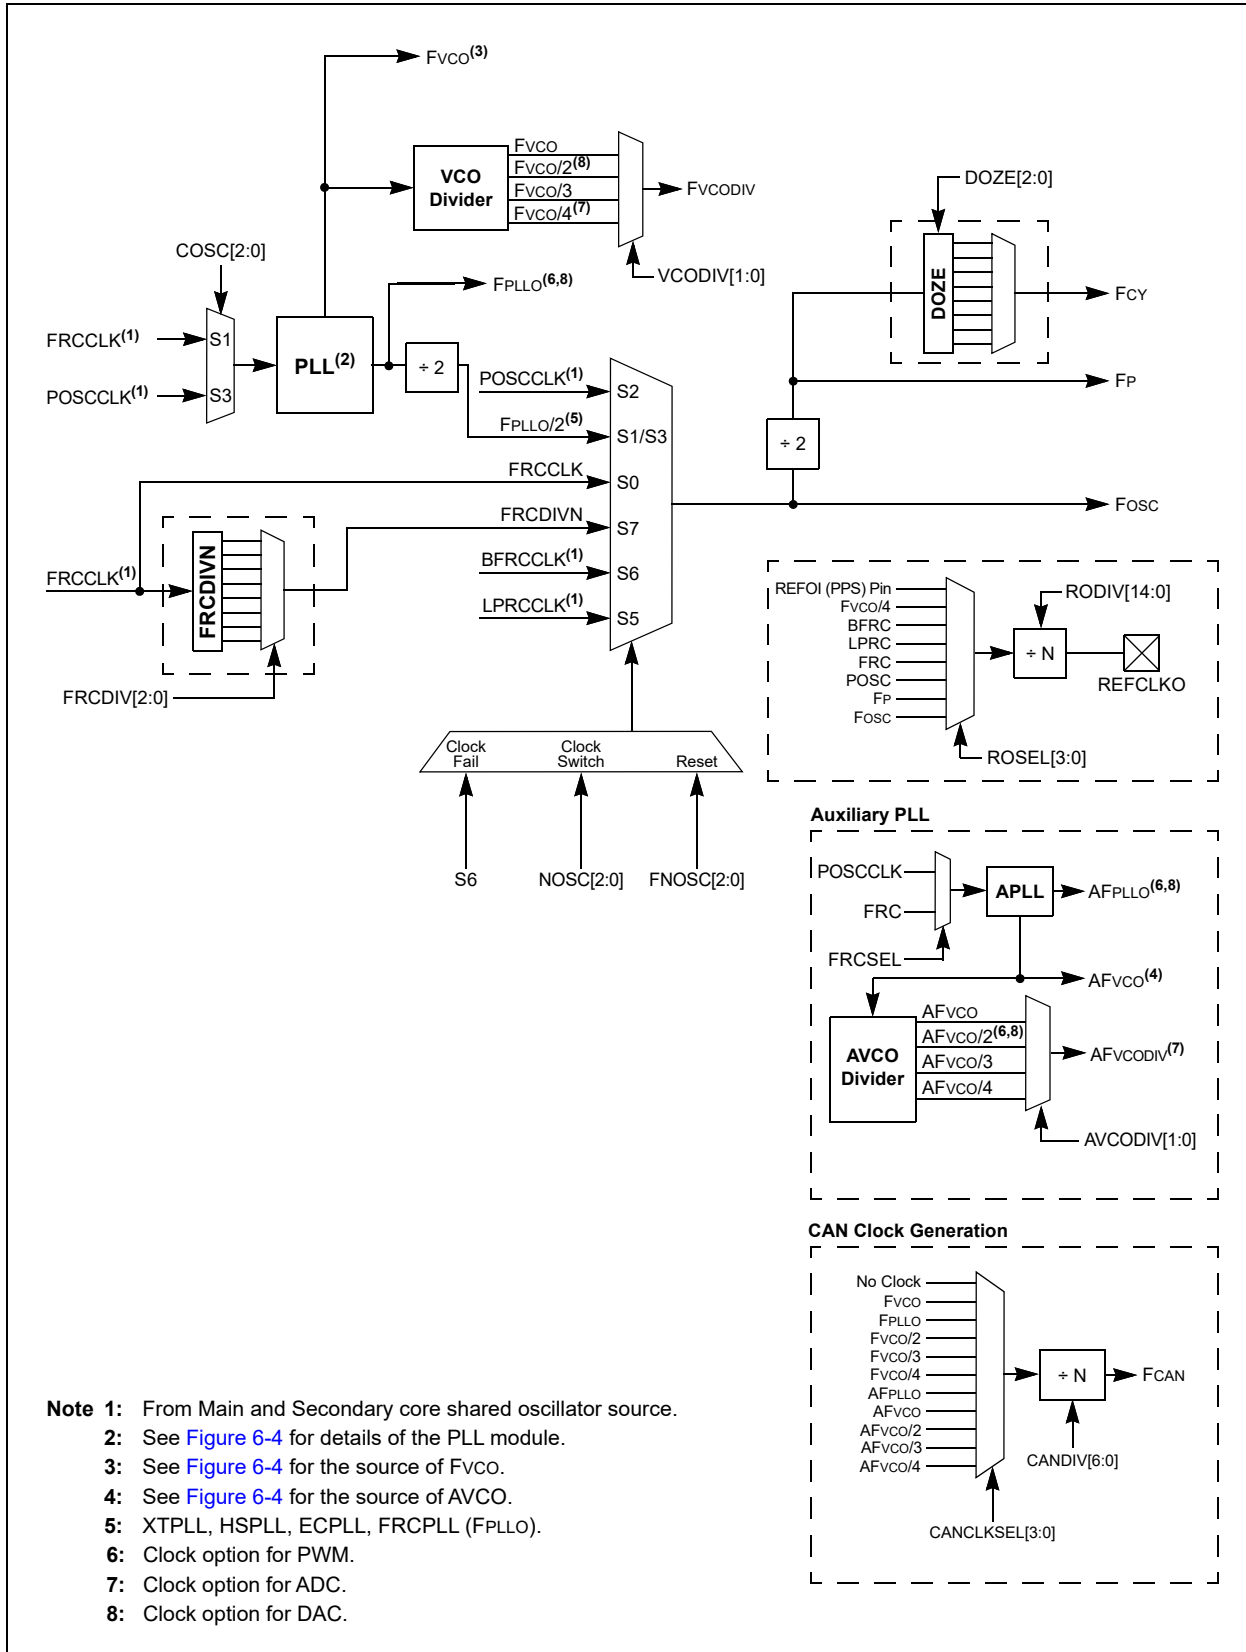 FVCO(3)
VCO
Divider
FVCO
FVCO/2(8)
FVCO/3
FVCO/4(7)
FVCODIV
VCODIV[1:0]
DOZE[2:0]
DOZE
FCY
COSC[2:0]
FPLLO(6,8)
FRCCLK(1)
S1
POSCCLK(1)
S3
PLL(2)
÷ 2
POSCCLK(1)
S2
FPLLO/2(5)
S1/S3
FRCCLK
S0
FRCDIVN
S7
BFRCCLK(1)
S6
LPRCCLK(1)
S5
FP
÷ 2
FOSC
FRCCLK(1)
FRCDIVN
FRCDIV[2:0]
Clock
Fail
Clock
Switch
Reset
S6
NOSC[2:0]
FNOSC[2:0]
REFOI (PPS) Pin
FVCO/4
BFRC
LPRC
FRC
POSC
FP
FOSC
RODIV[14:0]
÷ N
REFCLKO
ROSEL[3:0]
Auxiliary PLL
POSCCLK
FRC
FRCSEL
APLL
AFPLLO(6,8)
AFVCO(4)
AVCO
Divider
AFVCO
AFVCO/2(6,8)
AFVCO/3
AFVCO/4
AFVCODIV(7)
AVCODIV[1:0]
CAN Clock Generation
No Clock
FVCO
FPLLO
FVCO/2
FVCO/3
FVCO/4
AFPLLO
AFVCO
AFVCO/2
AFVCO/3
AFVCO/4
÷ N
FCAN
CANDIV[6:0]
CANCLKSEL[3:0]
Note 1: From Main and Secondary core shared oscillator source.
2: See Figure 6-4 for details of the PLL module.
3: See Figure 6-4 for the source of FVCO.
4: See Figure 6-4 for the source of AVCO.
5: XTPLL, HSPLL, ECPLL, FRCPLL (FPLLO).
6: Clock option for PWM.
7: Clock option for ADC.
8: Clock option for DAC.